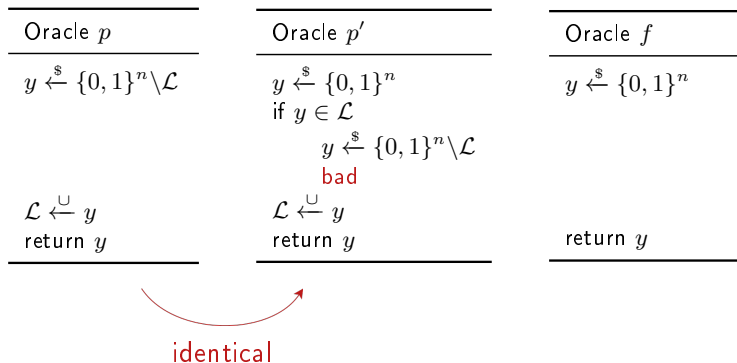 Oracle p
y ←$ {0, 1}ⁿ\ℒ
ℒ ←∪ y
return y
Oracle p′
y ←$ {0, 1}ⁿ
if y ∈ ℒ
y ←$ {0, 1}ⁿ\ℒ
bad
ℒ ←∪ y
return y
Oracle f
y ←$ {0, 1}ⁿ
return y
identical